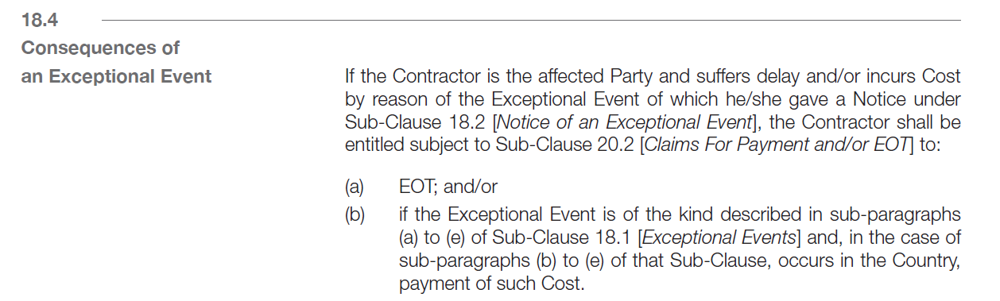 18.4
Consequences of
an Exceptional Event
If the Contractor is the affected Party and suffers delay and/or incurs Cost
by reason of the Exceptional Event of which he/she gave a Notice under
Sub-Clause 18.2 [Notice of an Exceptional Event], the Contractor shall be
entitled subject to Sub-Clause 20.2 [Claims For Payment and/or EOT] to:
(a) EOT; and/or
(b) if the Exceptional Event is of the kind described in sub-paragraphs
(a) to (e) of Sub-Clause 18.1 [Exceptional Events] and, in the case of
sub-paragraphs (b) to (e) of that Sub-Clause, occurs in the Country,
payment of such Cost.